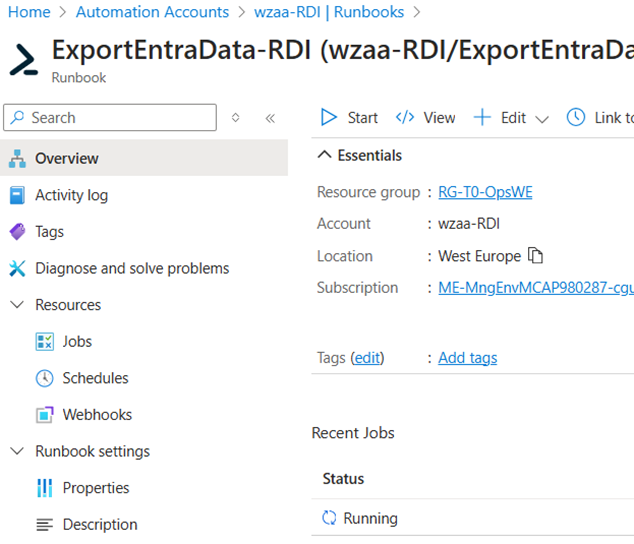 Home > Automation Accounts > wzaa-RDI | Runbooks >
ExportEntraData-RDI (wzaa-RDI/ExportEntraDa
Runbook
Search
Start View Edit Link to
Overview
Essentials
Activity log
Resource group : RG-T0-OpsWE
Tags
Account : wzaa-RDI
Location : West Europe
Diagnose and solve problems
Subscription : ME-MngEnvMCAP980287-cgu
Resources
Jobs
Tags (edit) : Add tags
Schedules
Webhooks
Recent Jobs
Runbook settings
Status
Properties
Running
Description